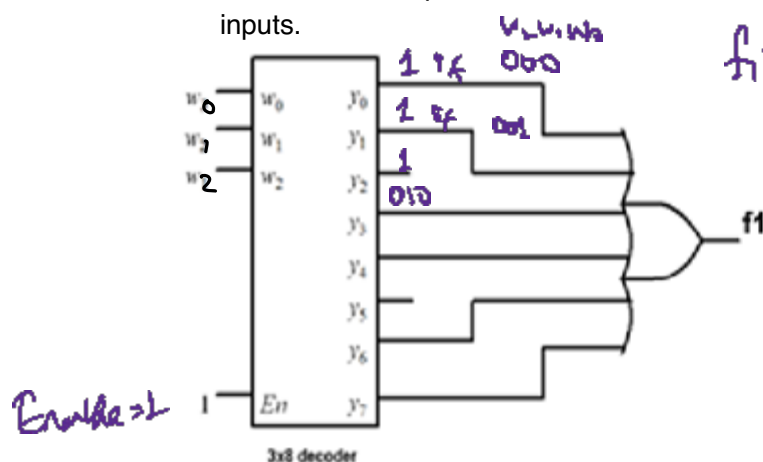 inputs.
w₂w₁w₀
1 if 000
w0 w₀ y₀
1 if 001
w1 w₁ y₁
1
w2 w₂ y₂
010
y₃
f1
y₄
y₅
y₆
Enable=1 1 En y₇
3x8 decoder